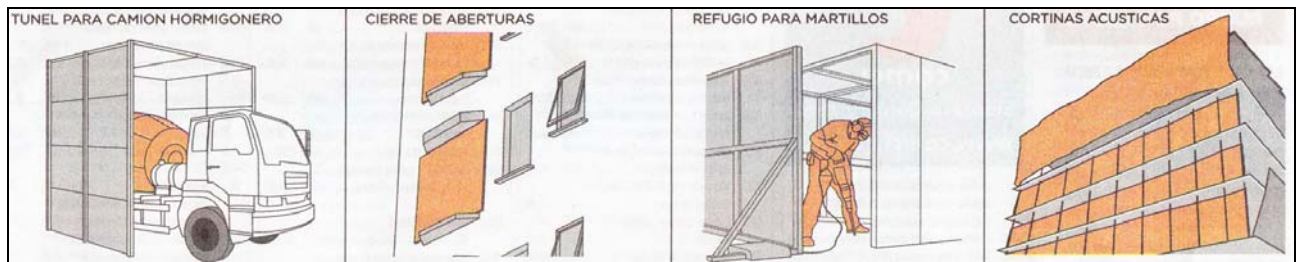 TUNEL PARA CAMION HORMIGONERO
CIERRE DE ABERTURAS
REFUGIO PARA MARTILLOS
CORTINAS ACUSTICAS